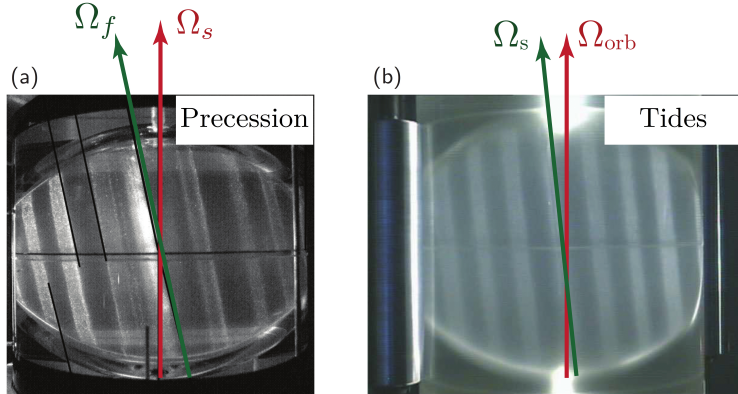 Ω_f Ω_s
Ω_s Ω_orb
(a) Precession
(b) Tides